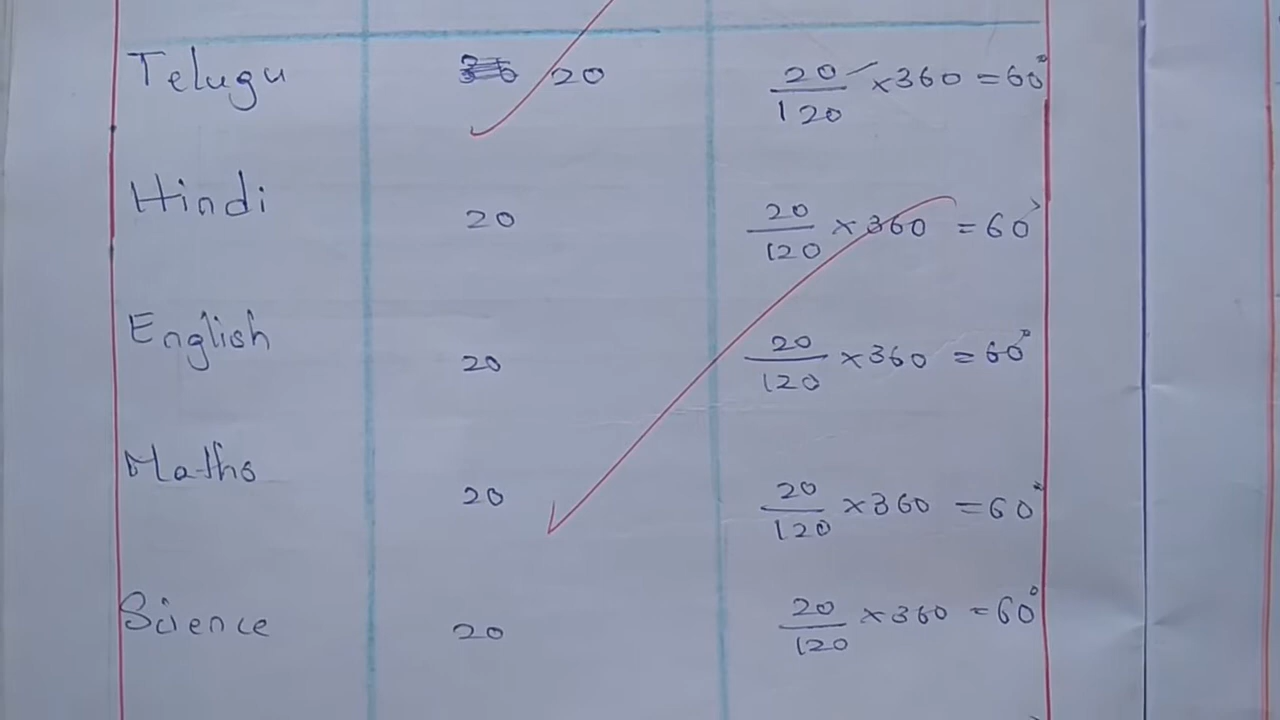 Telugu 20 20/120 ×360 = 60°
Hindi 20 20/120 ×360 = 60°
English 20 20/120 ×360 = 60°
Maths 20 20/120 ×360 = 60°
Science 20 20/120 ×360 = 60°